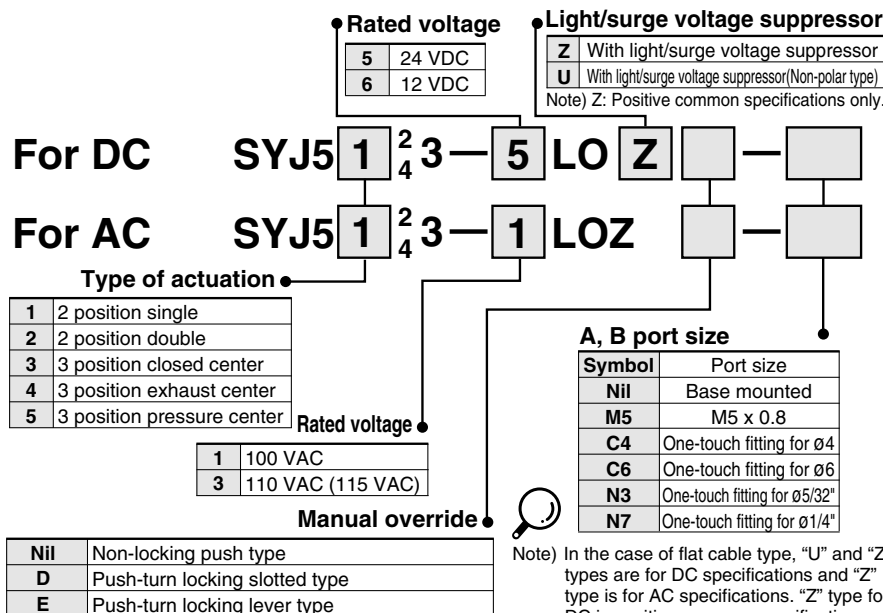 Rated voltage
5 24 VDC
6 12 VDC
Light/surge voltage suppressor
Z With light/surge voltage suppressor
U With light/surge voltage suppressor(Non-polar type)
Note) Z: Positive common specifications only.
For DC SYJ5 1 2 4 3 — 5 LO Z —
For AC SYJ5 1 2 4 3 — 1 LOZ —
Type of actuation
1 2 position single
2 2 position double
3 3 position closed center
4 3 position exhaust center
5 3 position pressure center
Rated voltage
1 100 VAC
3 110 VAC (115 VAC)
Manual override
Nil Non-locking push type
D Push-turn locking slotted type
E Push-turn locking lever type
A, B port size
Symbol Port size
Nil Base mounted
M5 M5 x 0.8
C4 One-touch fitting for ø4
C6 One-touch fitting for ø6
N3 One-touch fitting for ø5/32"
N7 One-touch fitting for ø1/4"
Note) In the case of flat cable type, “U” and “Z
types are for DC specifications and “Z”
type is for AC specifications. “Z” type fo